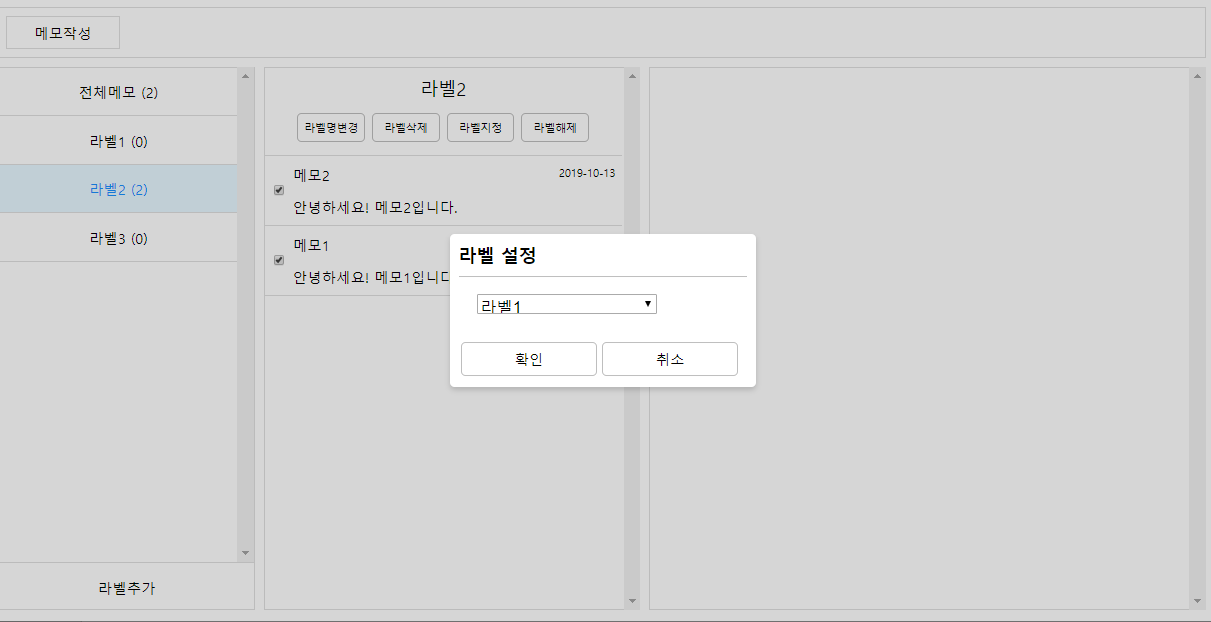 메모작성
전체메모 (2)
라벨1 (0)
라벨2 (2)
라벨3 (0)
라벨추가
라벨2
라벨명변경 라벨삭제 라벨지정 라벨해제
메모2 2019-10-13
안녕하세요! 메모2입니다.
메모1
안녕하세요! 메모1입니
라벨 설정
라벨1
확인 취소